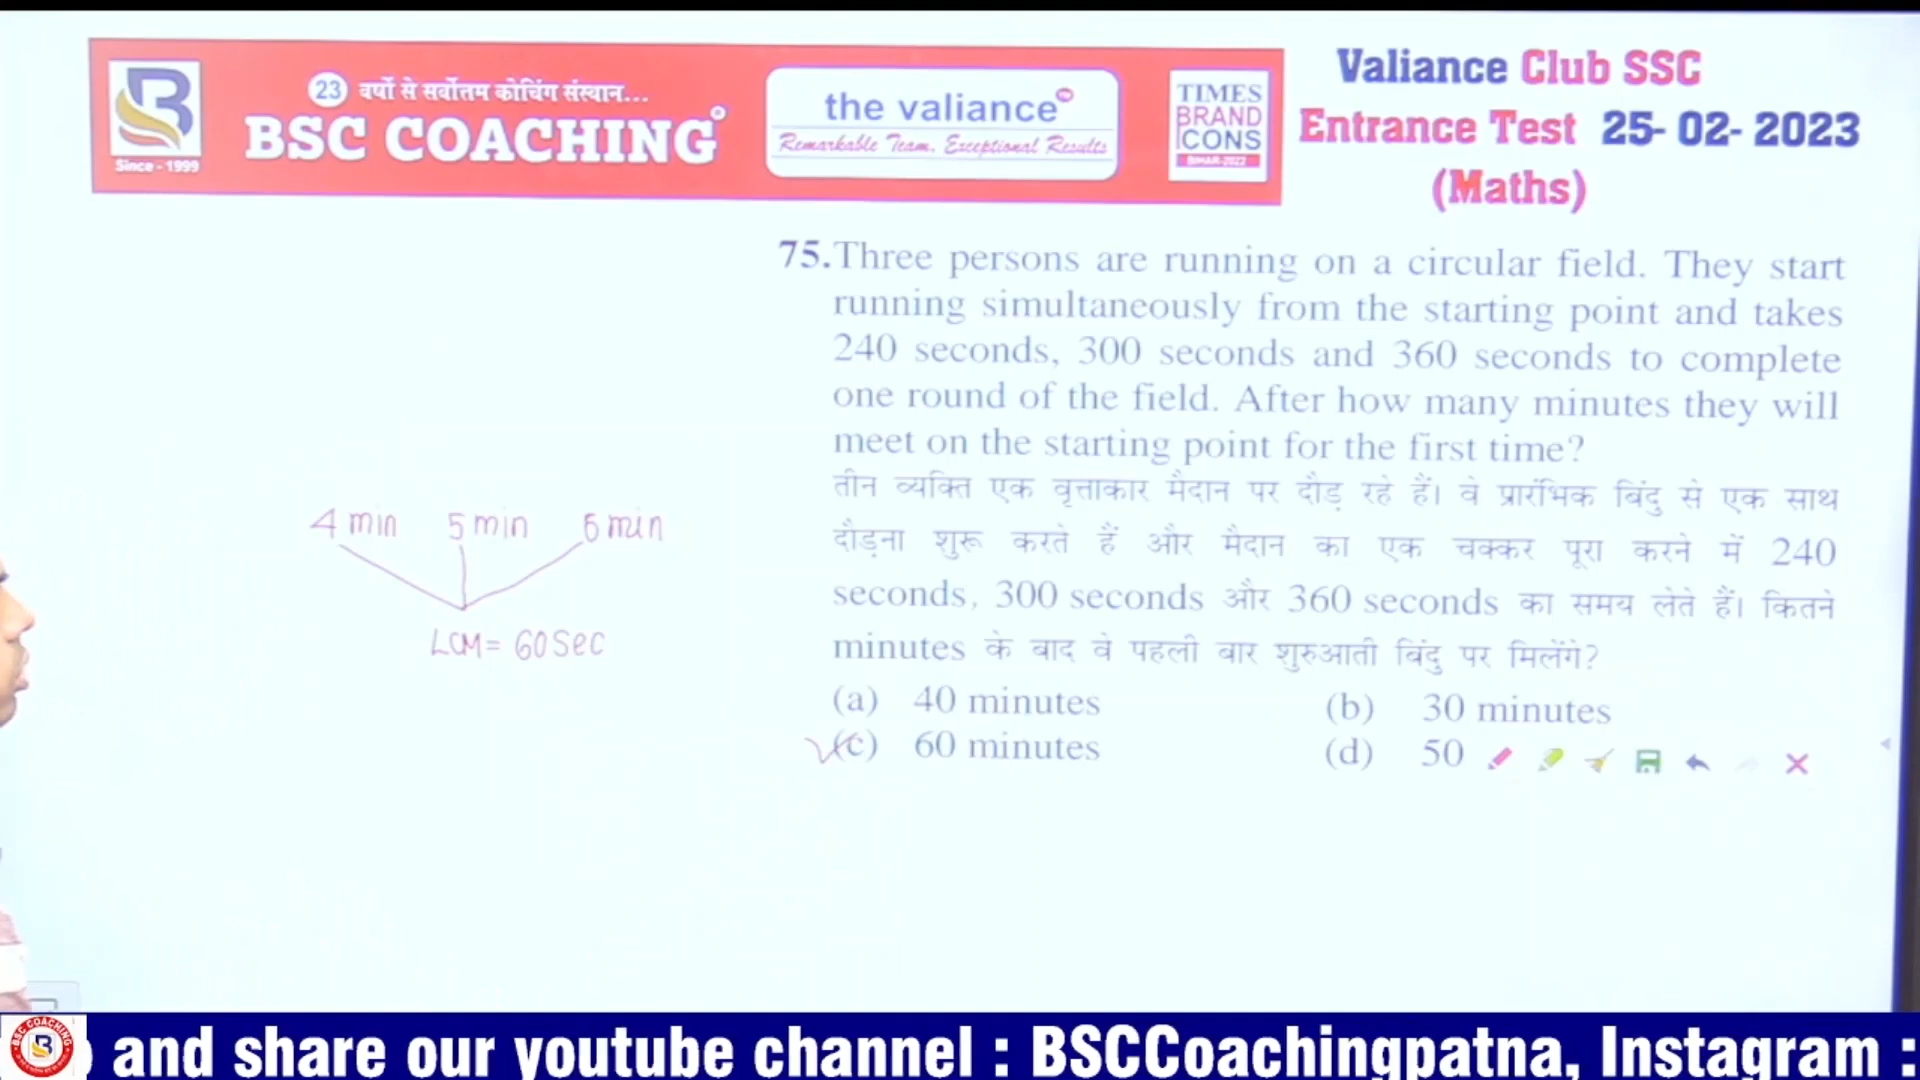 23 वर्षों से सर्वोत्तम कोचिंग संस्थान...
BSC COACHING
Since - 1999
the valiance
Remarkable Team, Exceptional Results
TIMES
BRAND
ICONS
BIHAR-2022
Valiance Club SSC
Entrance Test 25- 02- 2023
(Maths)
75.Three persons are running on a circular field. They start
running simultaneously from the starting point and takes
240 seconds, 300 seconds and 360 seconds to complete
one round of the field. After how many minutes they will
meet on the starting point for the first time?
तीन व्यक्ति एक वृत्ताकार मैदान पर दौड़ रहे हैं। वे प्रारंभिक बिंदु से एक साथ
दौड़ना शुरू करते हैं और मैदान का एक चक्कर पूरा करने में 240
seconds, 300 seconds और 360 seconds का समय लेते हैं। कितने
minutes के बाद वे पहली बार शुरुआती बिंदु पर मिलेंगे?
(a) 40 minutes (b) 30 minutes
(c) 60 minutes (d) 50
4 min 5 min 6 min
LCM = 60 Sec
and share our youtube channel : BSCCoachingpatna, Instagram :